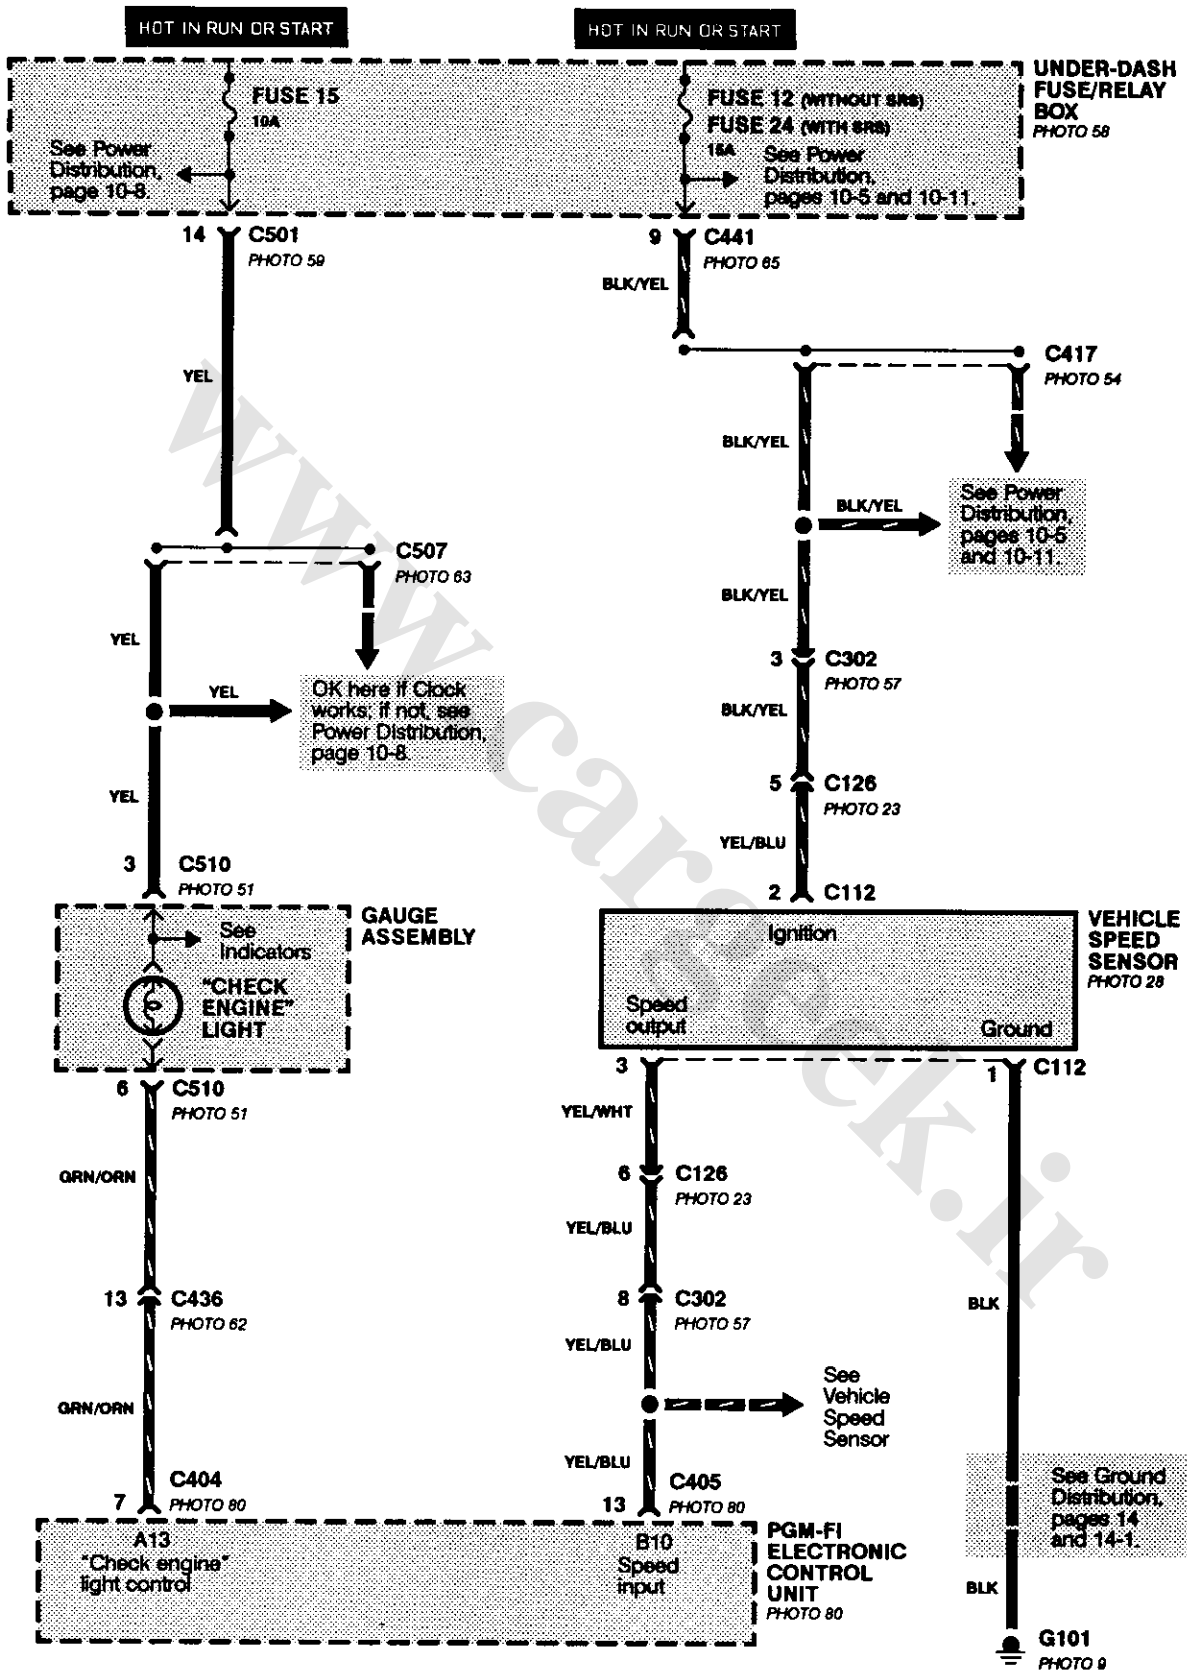 HOT IN RUN OR START
HOT IN RUN OR START
UNDER-DASH
FUSE/RELAY
BOX
PHOTO 58
FUSE 15
10A
See Power
Distribution,
page 10-8.
FUSE 12 (WITHOUT SRS)
FUSE 24 (WITH SRS)
15A
See Power
Distribution,
pages 10-5 and 10-11.
14 C501
PHOTO 59
9 C441
PHOTO 65
BLK/YEL
YEL
C417
PHOTO 54
BLK/YEL
BLK/YEL
See Power
Distribution,
pages 10-5
and 10-11.
C507
PHOTO 63
YEL
YEL
OK here if Clock
works; if not, see
Power Distribution,
page 10-8.
BLK/YEL
3 C302
PHOTO 57
BLK/YEL
5 C126
PHOTO 23
YEL
YEL/BLU
3 C510
PHOTO 51
2 C112
GAUGE
ASSEMBLY
See
Indicators
"CHECK
ENGINE"
LIGHT
VEHICLE
SPEED
SENSOR
PHOTO 28
Ignition
Speed
output
Ground
6 C510
PHOTO 51
3
1 C112
YEL/WHT
GRN/ORN
6 C126
PHOTO 23
YEL/BLU
13 C436
PHOTO 62
8 C302
PHOTO 57
BLK
YEL/BLU
GRN/ORN
See
Vehicle
Speed
Sensor
YEL/BLU
7 C404
PHOTO 80
13 C405
PHOTO 80
See Ground
Distribution,
pages 14
and 14-1.
A13
"Check engine"
light control
B10
Speed
input
PGM-FI
ELECTRONIC
CONTROL
UNIT
PHOTO 80
BLK
G101
PHOTO 9
www.cargeek.ir